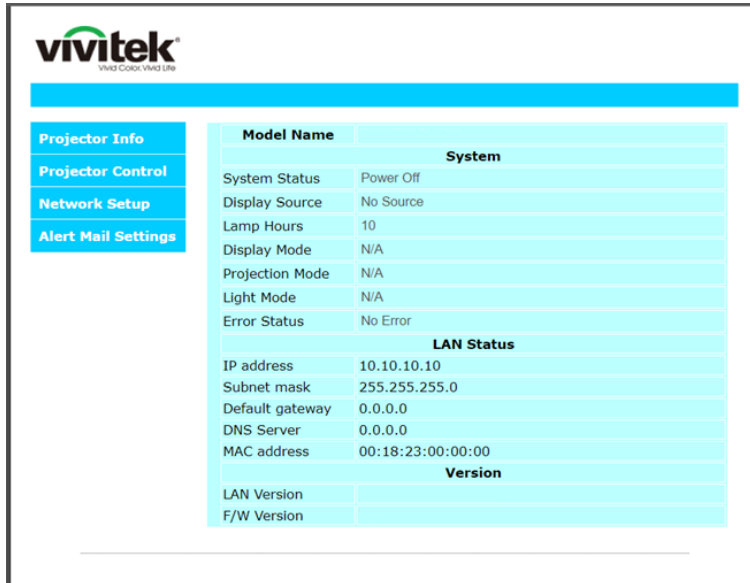 vivitek
Vivid Color, Vivid Life
Projector Info
Projector Control
Network Setup
Alert Mail Settings
Model Name
System
System Status Power Off
Display Source No Source
Lamp Hours 10
Display Mode N/A
Projection Mode N/A
Light Mode N/A
Error Status No Error
LAN Status
IP address 10.10.10.10
Subnet mask 255.255.255.0
Default gateway 0.0.0.0
DNS Server 0.0.0.0
MAC address 00:18:23:00:00:00
Version
LAN Version
F/W Version